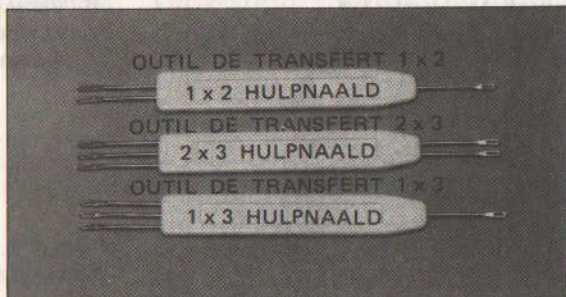 OUTIL DE TRANSFERT 1 x 2
1 x 2 HULPNAALD
OUTIL DE TRANSFERT 2 x 3
2 x 3 HULPNAALD
OUTIL DE TRANSFERT 1 x 3
1 x 3 HULPNAALD